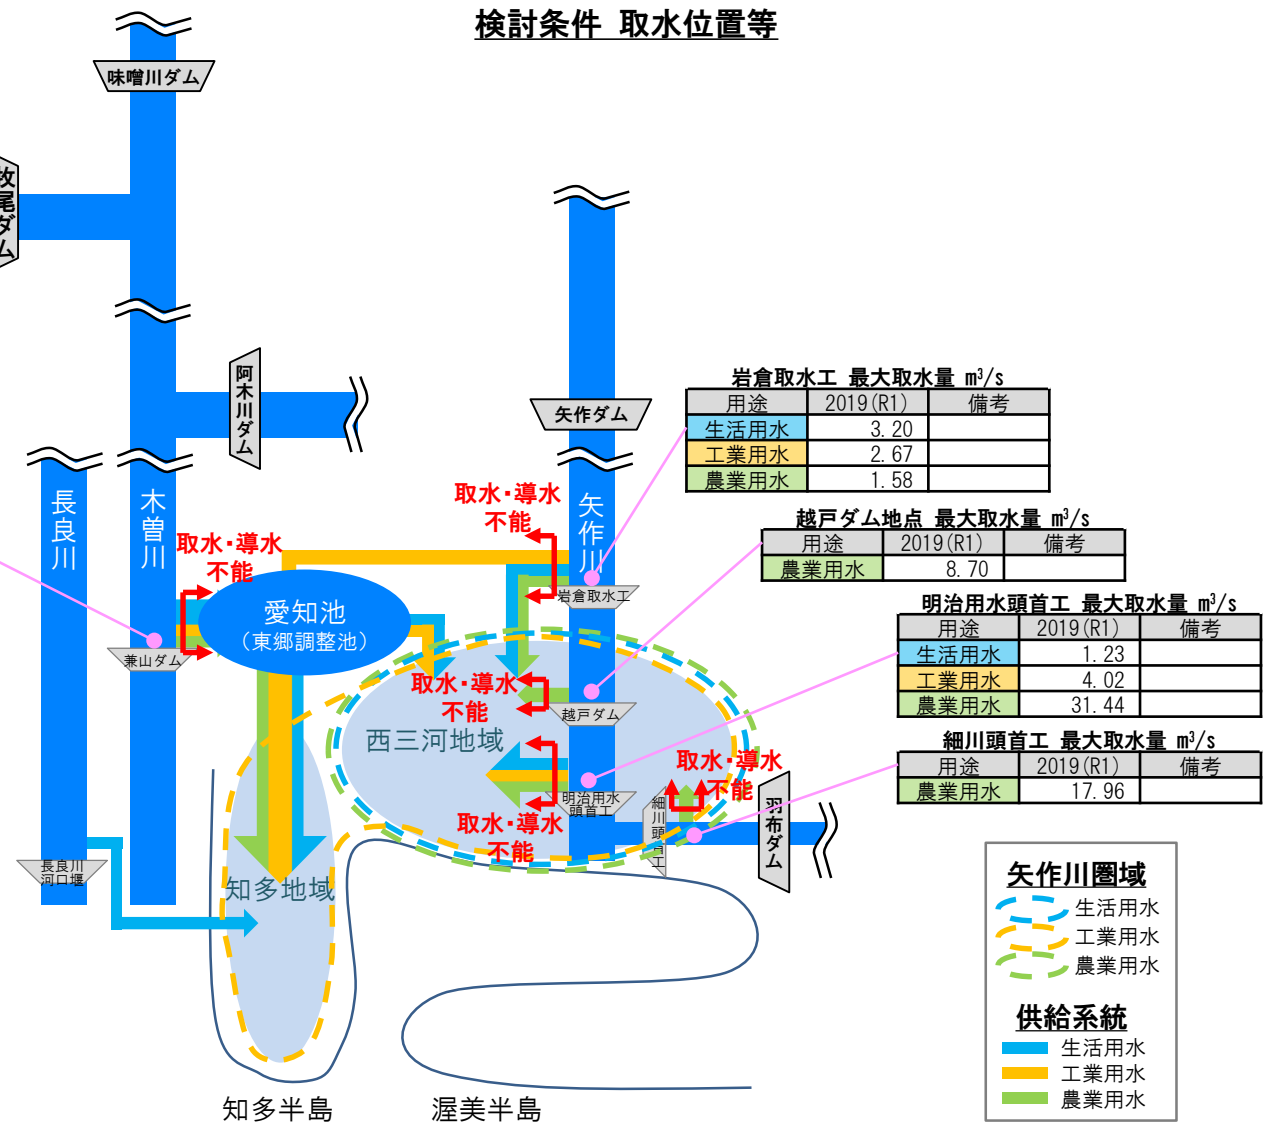 検討条件 取水位置等
味噌川ダム
牧尾ダム
阿木川ダム
矢作ダム
長良川
木曽川
矢作川
取水・導水
不能
取水・導水
不能
愛知池
(東郷調整池)
兼山ダム
岩倉取水工
取水・導水
不能
越戸ダム
西三河地域
取水・導水
不能
明治用水
頭首工
取水・導水
不能
細川頭首工
羽布ダム
長良川
河口堰
知多地域
知多半島
渥美半島
岩倉取水工 最大取水量 m³/s
用途 2019(R1) 備考
生活用水 3.20
工業用水 2.67
農業用水 1.58
越戸ダム地点 最大取水量 m³/s
用途 2019(R1) 備考
農業用水 8.70
明治用水頭首工 最大取水量 m³/s
用途 2019(R1) 備考
生活用水 1.23
工業用水 4.02
農業用水 31.44
細川頭首工 最大取水量 m³/s
用途 2019(R1) 備考
農業用水 17.96
矢作川圏域
生活用水
工業用水
農業用水
供給系統
生活用水
工業用水
農業用水